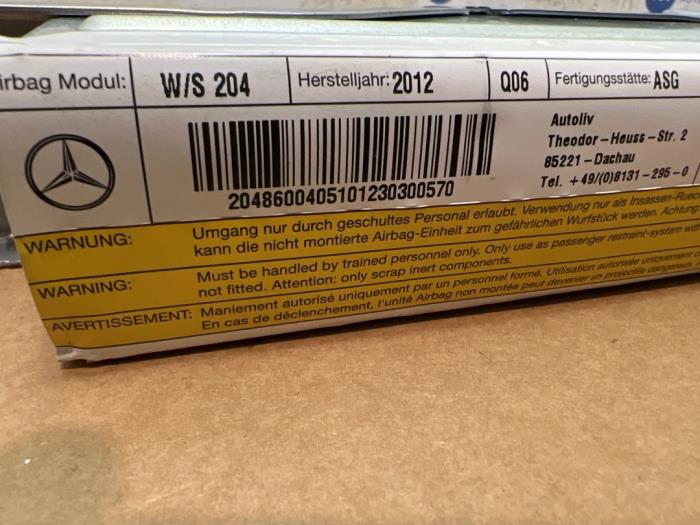 irbag Modul: W/S 204 Herstelljahr: 2012 Q06 Fertigungsstätte: ASG
Autoliv
Theodor-Heuss-Str. 2
85221-Dachau
Tel. +49/(0)8131-295-0
2048600405101230300570
WARNUNG: Umgang nur durch geschultes Personal erlaubt. Verwendung nur als Insassen-Rüc
kann die nicht montierte Airbag-Einheit zum gefährlichen Wurfstück werden. Achtung:
WARNING: Must be handled by trained personnel only. Only use as passenger restraint-system with
not fitted. Attention: only scrap inert components.
AVERTISSEMENT: Maniement autorisé uniquement par un personnel formé. Utilisation autorisée uniquement
En cas de déclenchement, l'unité Airbag non montée peut devenir un projectile dangereux.